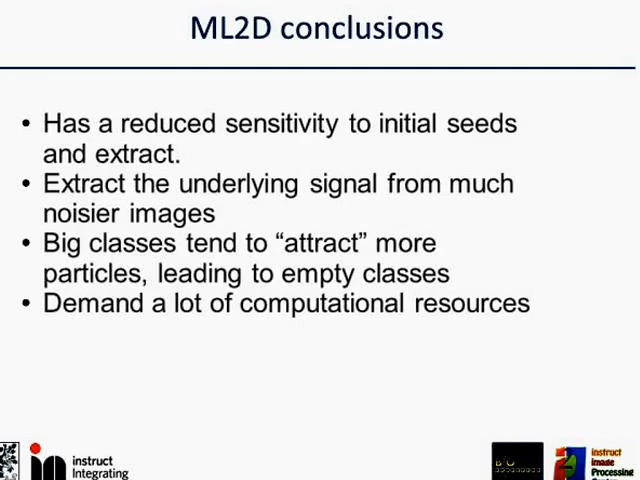 ML2D conclusions
• Has a reduced sensitivity to initial seeds
and extract.
• Extract the underlying signal from much
noisier images
• Big classes tend to “attract” more
particles, leading to empty classes
• Demand a lot of computational resources
instruct
Integrating
Instruct
Image
Processing